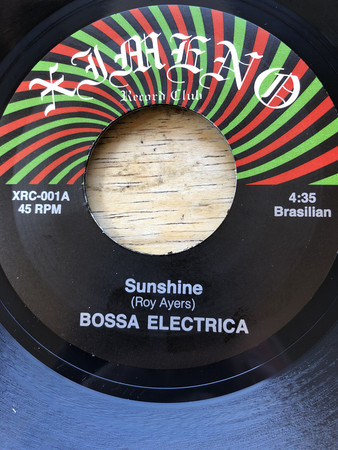 XIMENO
Record Club
XRC-001A
45 RPM
4:35
Brasilian
Sunshine
(Roy Ayers)
BOSSA ELECTRICA